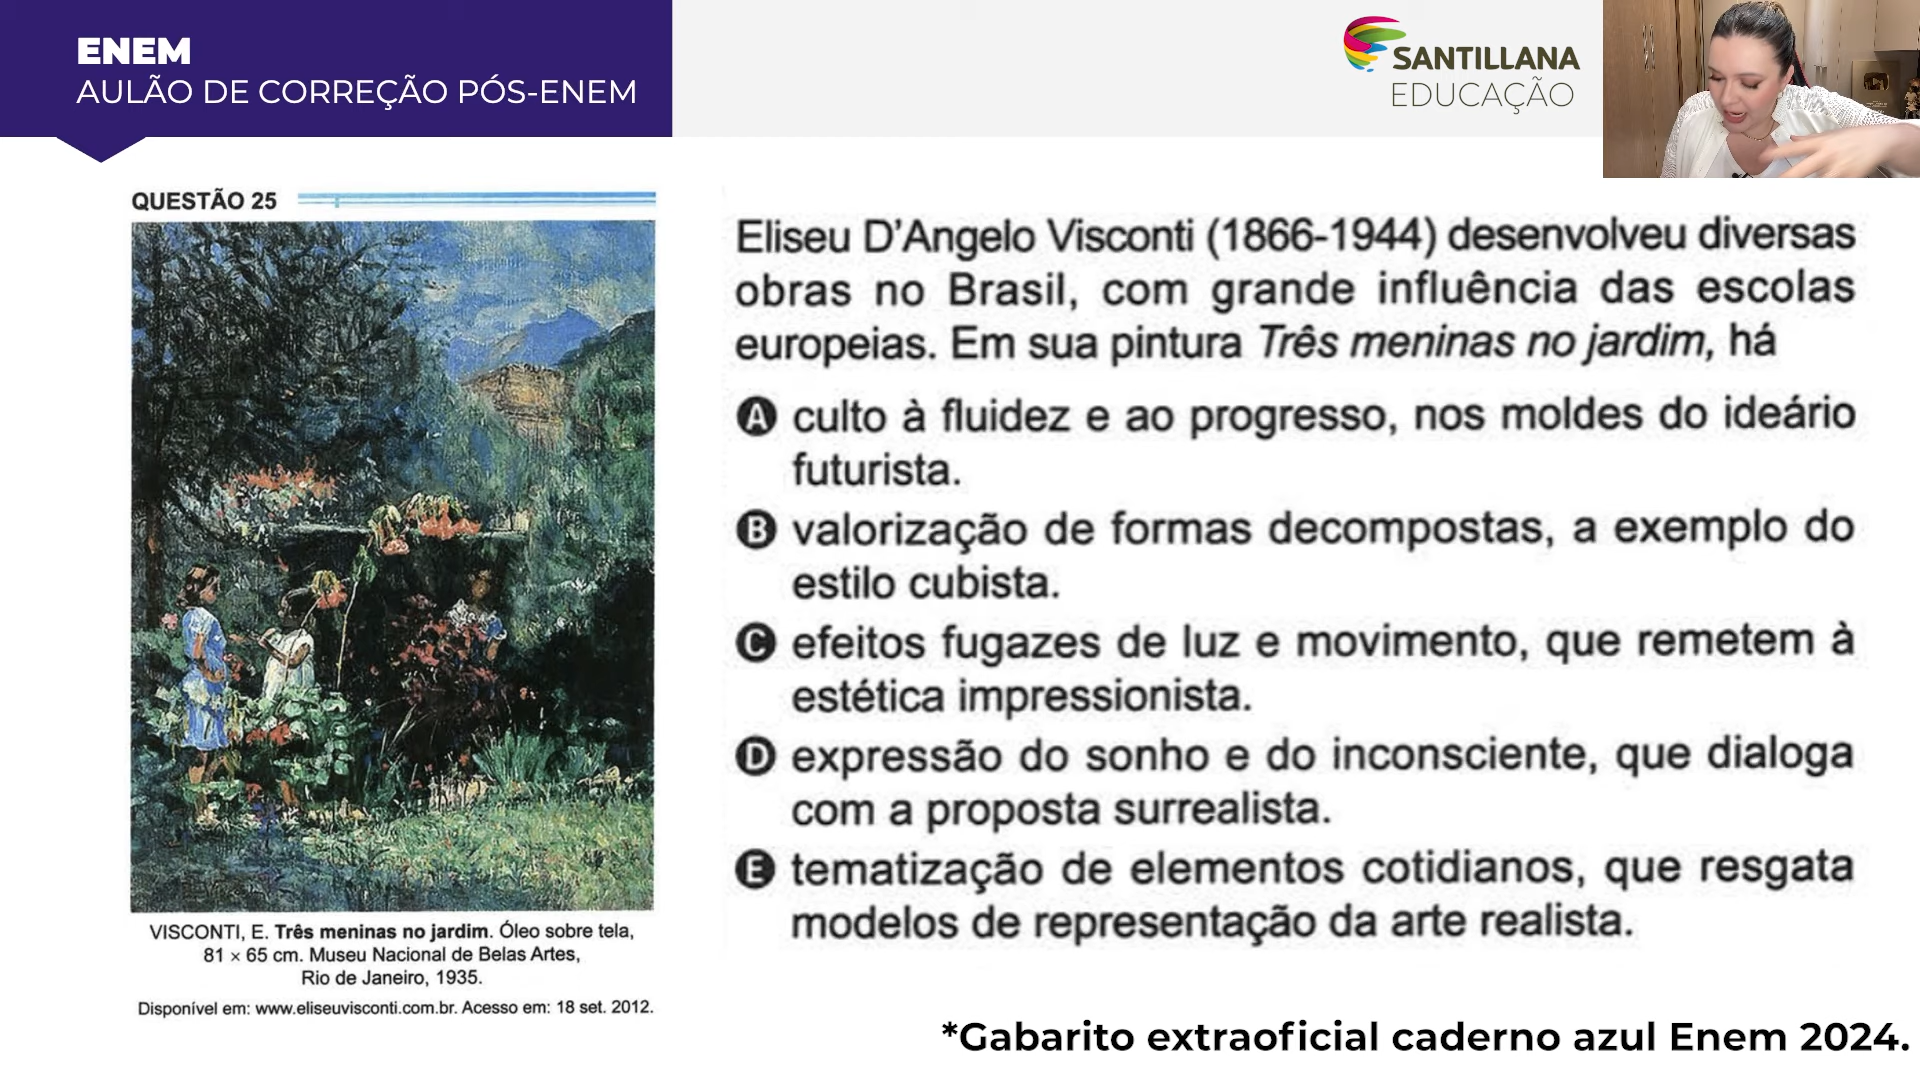 ENEM
AULÃO DE CORREÇÃO PÓS-ENEM
SANTILLANA
EDUCAÇÃO
QUESTÃO 25
VISCONTI, E. Três meninas no jardim. Óleo sobre tela,
81 × 65 cm. Museu Nacional de Belas Artes,
Rio de Janeiro, 1935.
Disponível em: www.eliseuvisconti.com.br. Acesso em: 18 set. 2012.
Eliseu D'Angelo Visconti (1866-1944) desenvolveu diversas
obras no Brasil, com grande influência das escolas
europeias. Em sua pintura Três meninas no jardim, há
A culto à fluidez e ao progresso, nos moldes do ideário
futurista.
B valorização de formas decompostas, a exemplo do
estilo cubista.
C efeitos fugazes de luz e movimento, que remetem à
estética impressionista.
D expressão do sonho e do inconsciente, que dialoga
com a proposta surrealista.
E tematização de elementos cotidianos, que resgata
modelos de representação da arte realista.
*Gabarito extraoficial caderno azul Enem 2024.